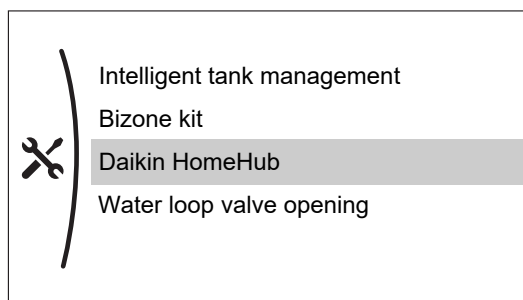 Intelligent tank management
Bizone kit
Daikin HomeHub
Water loop valve opening